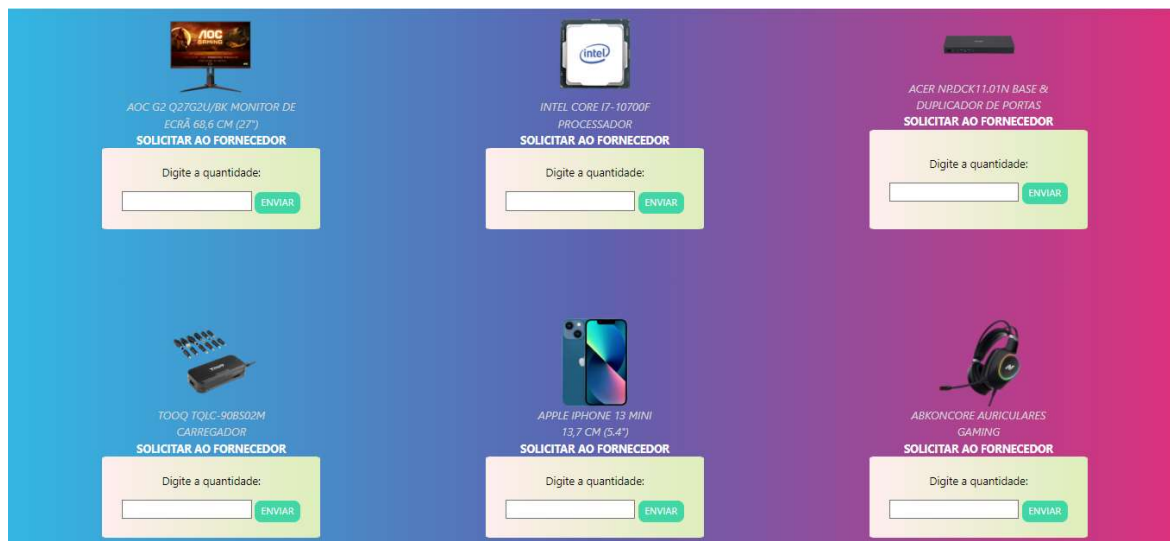 AOC
GAMING
AOC G2 Q27G2U/BK MONITOR DE
ECRÃ 68,6 CM (27")
SOLICITAR AO FORNECEDOR
Digite a quantidade:
ENVIAR
intel
INTEL CORE I7-10700F
PROCESSADOR
SOLICITAR AO FORNECEDOR
Digite a quantidade:
ENVIAR
ACER NP.DCK11.01N BASE &
DUPLICADOR DE PORTAS
SOLICITAR AO FORNECEDOR
Digite a quantidade:
ENVIAR
TOOQ
TOOQ TQLC-90BS02M
CARREGADOR
SOLICITAR AO FORNECEDOR
Digite a quantidade:
ENVIAR
APPLE IPHONE 13 MINI
13,7 CM (5.4")
SOLICITAR AO FORNECEDOR
Digite a quantidade:
ENVIAR
ABKONCORE AURICULARES
GAMING
SOLICITAR AO FORNECEDOR
Digite a quantidade:
ENVIAR